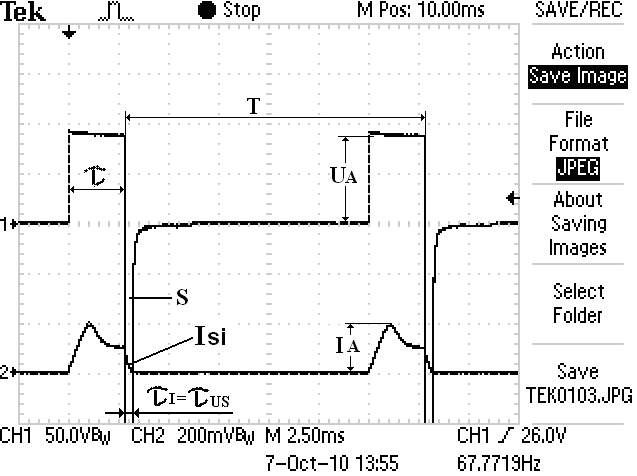 Tek Stop M Pos: 10.00ms SAVE/REC
Action
Save Image
File
Format
JPEG
About
Saving
Images
Select
Folder
Save
TEK0103.JPG
T
τ
UA
1
S
Isi
IA
2
τI=τUS
CH1 50.0VBw CH2 200mVBw M 2.50ms CH1 26.0V
7-Oct-10 13:55 67.7719Hz